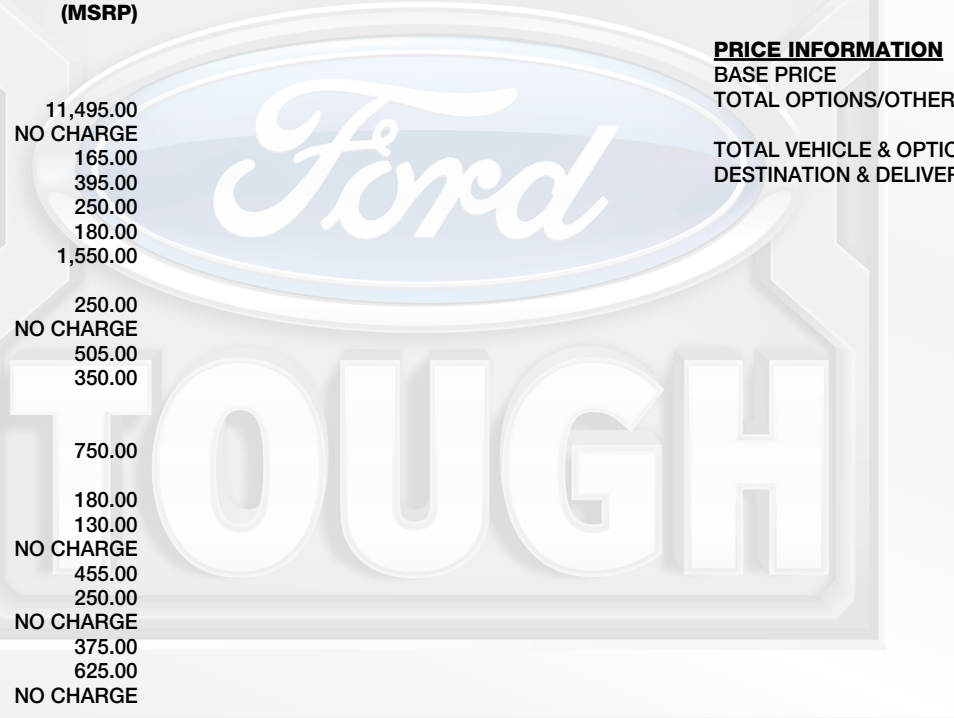 (MSRP)
11,495.00
NO CHARGE
165.00
395.00
250.00
180.00
1,550.00
250.00
NO CHARGE
505.00
350.00
750.00
180.00
130.00
NO CHARGE
455.00
250.00
NO CHARGE
375.00
625.00
NO CHARGE
PRICE INFORMATION
BASE PRICE
TOTAL OPTIONS/OTHER
TOTAL VEHICLE & OPTIO
DESTINATION & DELIVER
Ford
TOUGH